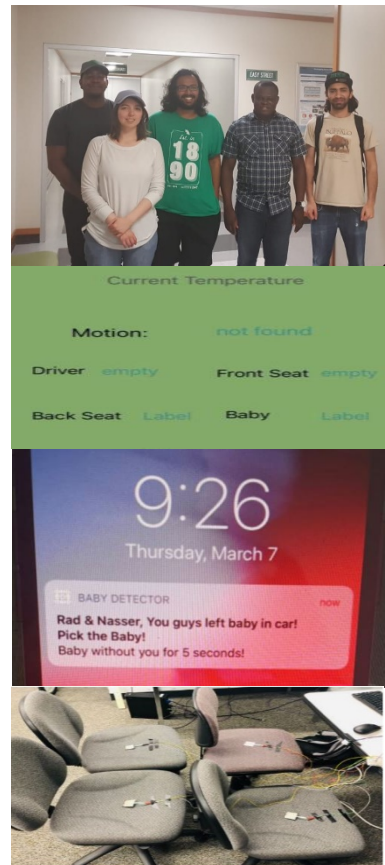 EASY STREET
18
90
BUFFALO
Current Temperature
Motion: not found
Driver empty Front Seat empty
Back Seat Label Baby Label
9:26
Thursday, March 7
BABY DETECTOR now
Rad & Nasser, You guys left baby in car!
Pick the Baby!
Baby without you for 5 seconds!